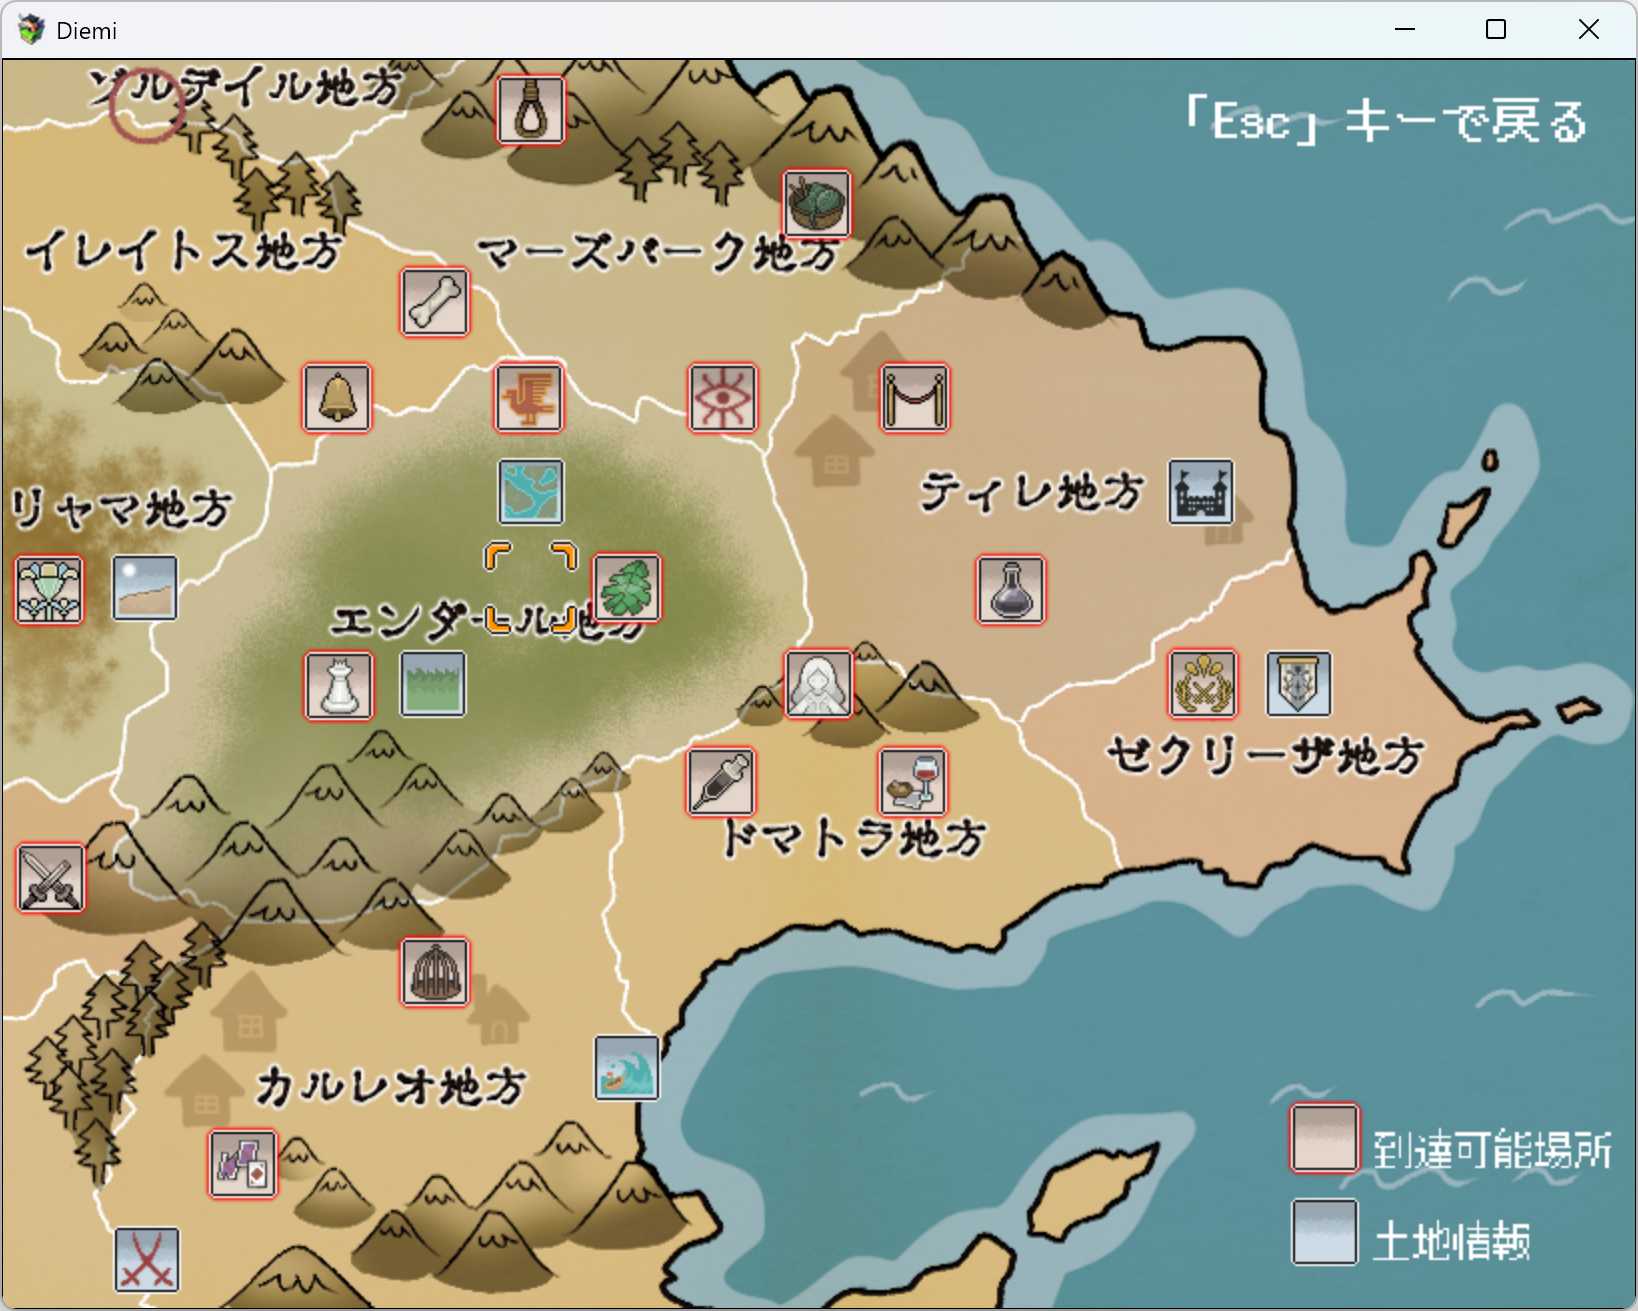 Diemi
ゾルデイル地方
「Esc」キーで戻る
イレイトス地方
マーズパーク地方
リャマ地方
ティレ地方
エンダール地方
ゼクリーザ地方
ドマトラ地方
カルレオ地方
到達可能場所
土地情報